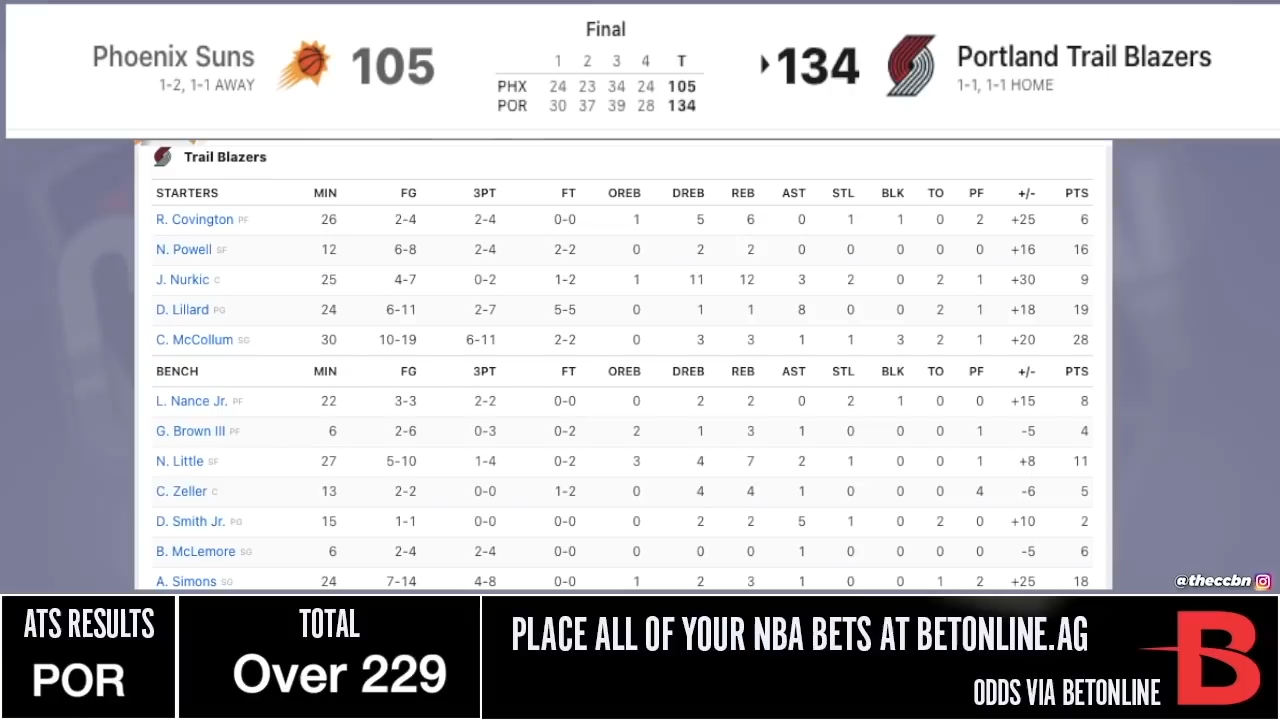 Final
Phoenix Suns 105 134 Portland Trail Blazers
1-2, 1-1 AWAY 1-1, 1-1 HOME
1 2 3 4 T
PHX 24 23 34 24 105
POR 30 37 39 28 134
Trail Blazers
STARTERS MIN FG 3PT FT OREB DREB REB AST STL BLK TO PF +/- PTS
R. Covington PF 26 2-4 2-4 0-0 1 5 6 0 1 1 0 2 +25 6
N. Powell SF 12 6-8 2-4 2-2 0 2 2 0 0 0 0 0 +16 16
J. Nurkic C 25 4-7 0-2 1-2 1 11 12 3 2 0 2 1 +30 9
D. Lillard PG 24 6-11 2-7 5-5 0 1 1 8 0 0 2 1 +18 19
C. McCollum SG 30 10-19 6-11 2-2 0 3 3 1 1 3 2 1 +20 28
BENCH MIN FG 3PT FT OREB DREB REB AST STL BLK TO PF +/- PTS
L. Nance Jr. PF 22 3-3 2-2 0-0 0 2 2 0 2 1 0 0 +15 8
G. Brown III PF 6 2-6 0-3 0-2 2 1 3 1 0 0 0 1 -5 4
N. Little SF 27 5-10 1-4 0-2 3 4 7 2 1 0 0 1 +8 11
C. Zeller C 13 2-2 0-0 1-2 0 4 4 1 0 0 0 4 -6 5
D. Smith Jr. PG 15 1-1 0-0 0-0 0 2 2 5 1 0 2 0 +10 2
B. McLemore SG 6 2-4 2-4 0-0 0 0 0 1 0 0 0 0 -5 6
A. Simons SG 24 7-14 4-8 0-0 1 2 3 1 0 0 1 2 +25 18
@theccbn
ATS RESULTS
POR
TOTAL
Over 229
PLACE ALL OF YOUR NBA BETS AT BETONLINE.AG
ODDS VIA BETONLINE
B